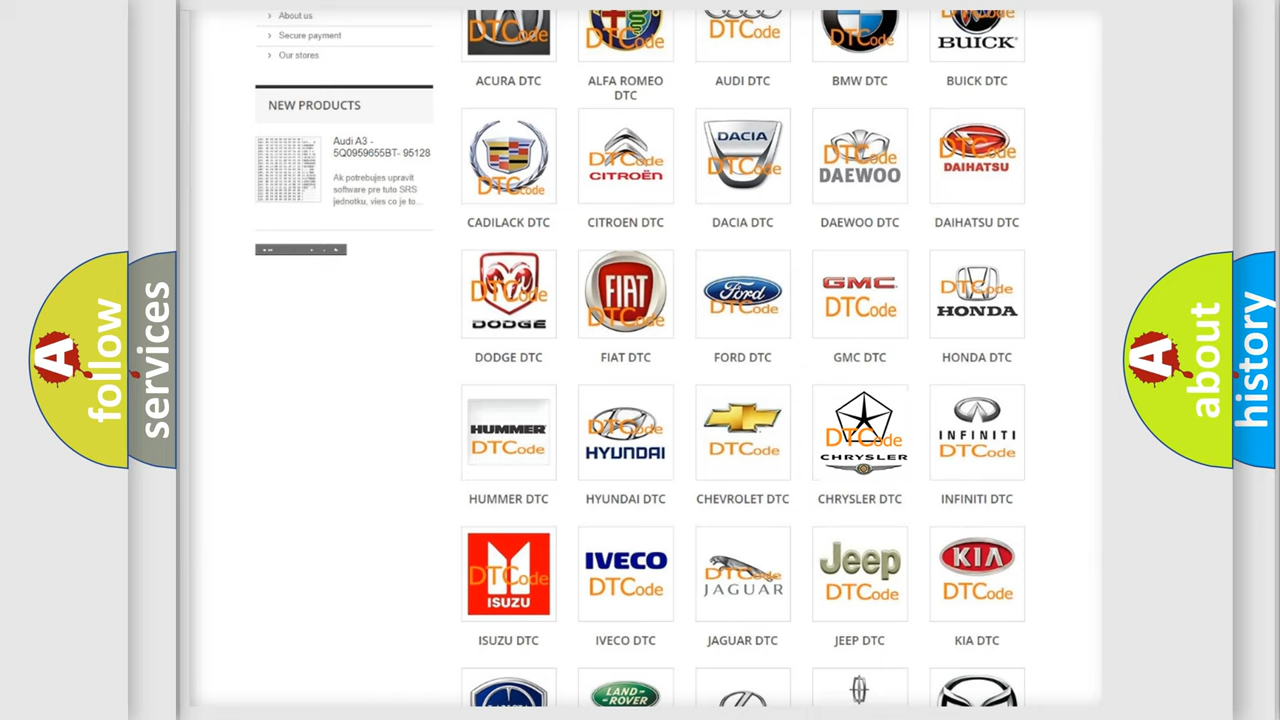 About us
Secure payment
Our stores
NEW PRODUCTS
Audi A3 -
5Q0959655BT- 95128
Ak potrebujes upravit
software pre tuto SRS
jednotku, vies co je to...
DTCode DTCode DTCode DTCode BUICK
ACURA DTC
ALFA ROMEO
DTC
AUDI DTC
BMW DTC
BUICK DTC
DTCode
DTCode
CITROËN
DACIA
DTCode
DTCode
DAEWOO
DTCode
DAIHATSU
CADILACK DTC
CITROEN DTC
DACIA DTC
DAEWOO DTC
DAIHATSU DTC
DTCode
DODGE
FIAT
DTCode
Ford
DTCode
GMC
DTCode
DTCode
HONDA
DODGE DTC
FIAT DTC
FORD DTC
GMC DTC
HONDA DTC
HUMMER
DTCode
DTCode
HYUNDAI
DTCode
DTCode
CHRYSLER
INFINITI
DTCode
HUMMER DTC
HYUNDAI DTC
CHEVROLET DTC
CHRYSLER DTC
INFINITI DTC
DTCode
ISUZU
IVECO
DTCode
DTCode
JAGUAR
Jeep
DTCode
KIA
DTCode
ISUZU DTC
IVECO DTC
JAGUAR DTC
JEEP DTC
KIA DTC
LAND-
ROVER
A
follow
services
A
about
history